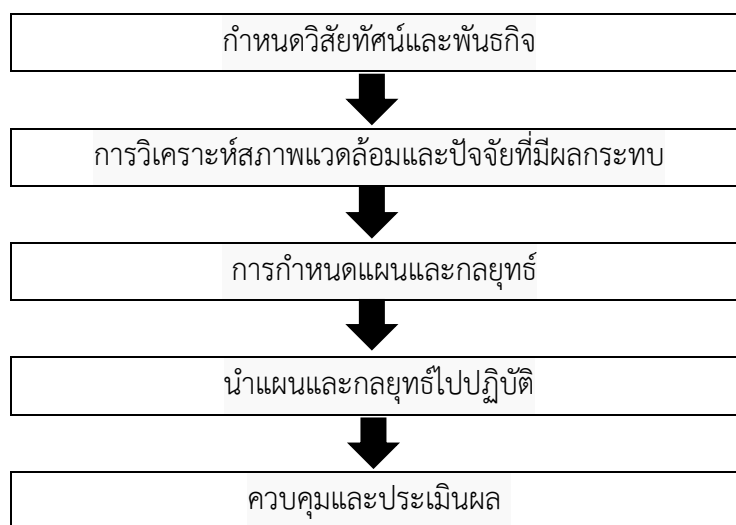 กำหนดวิสัยทัศน์และพันธกิจ
การวิเคราะห์สภาพแวดล้อมและปัจจัยที่มีผลกระทบ
การกำหนดแผนและกลยุทธ์
นำแผนและกลยุทธ์ไปปฏิบัติ
ควบคุมและประเมินผล